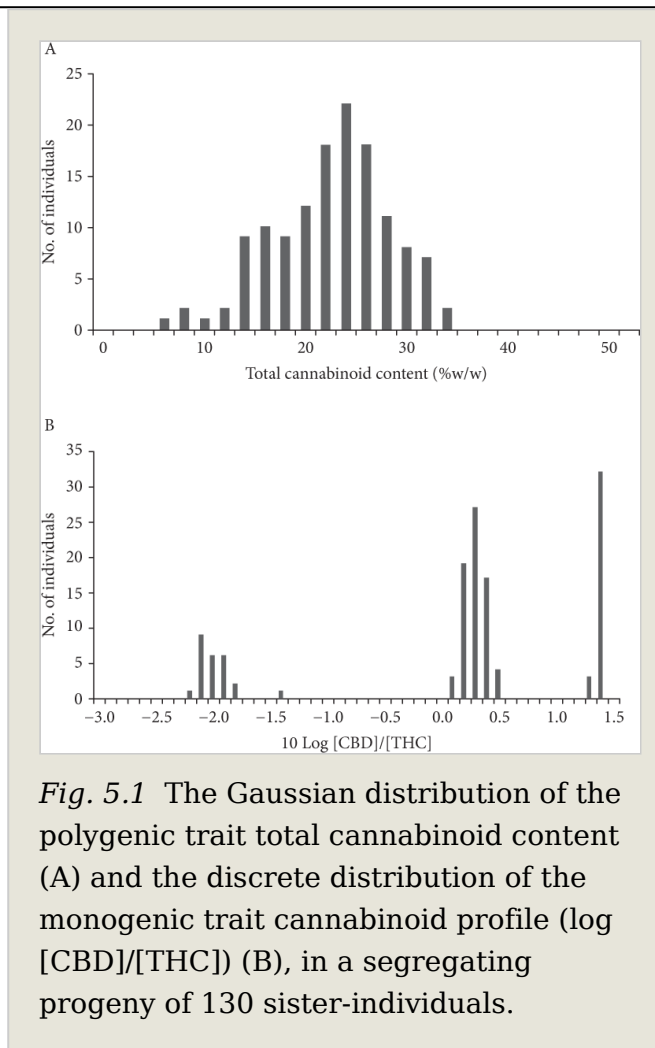 A
25
20
15
10
5
0
No. of individuals
0 10 20 30 40 50
Total cannabinoid content (%w/w)
B
35
30
25
20
15
10
5
0
No. of individuals
−3.0 −2.5 −2.0 −1.5 −1.0 −0.5 0.0 0.5 1.0 1.5
10 Log [CBD]/[THC]
Fig. 5.1 The Gaussian distribution of the
polygenic trait total cannabinoid content
(A) and the discrete distribution of the
monogenic trait cannabinoid profile (log
[CBD]/[THC]) (B), in a segregating
progeny of 130 sister-individuals.